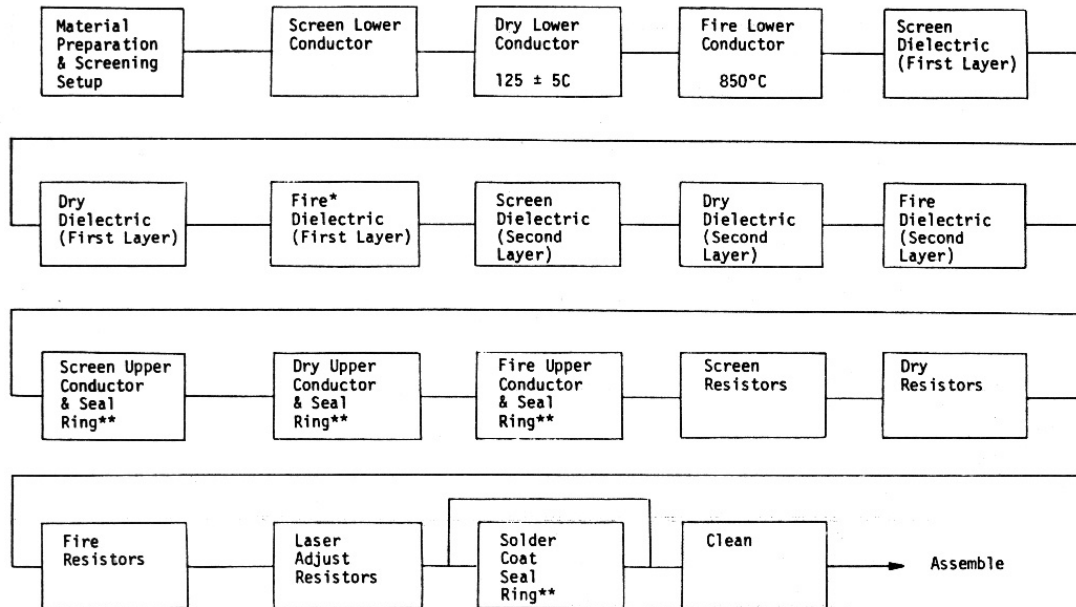 Material
Preparation
& Screening
Setup
Screen Lower
Conductor
Dry Lower
Conductor
125 ± 5C
Fire Lower
Conductor
850°C
Screen
Dielectric
(First Layer)
Dry
Dielectric
(First Layer)
Fire*
Dielectric
(First Layer)
Screen
Dielectric
(Second
Layer)
Dry
Dielectric
(Second
Layer)
Fire
Dielectric
(Second
Layer)
Screen Upper
Conductor
& Seal
Ring**
Dry Upper
Conductor
& Seal
Ring**
Fire Upper
Conductor
& Seal
Ring**
Screen
Resistors
Dry
Resistors
Fire
Resistors
Laser
Adjust
Resistors
Solder
Coat
Seal
Ring**
Clean
Assemble